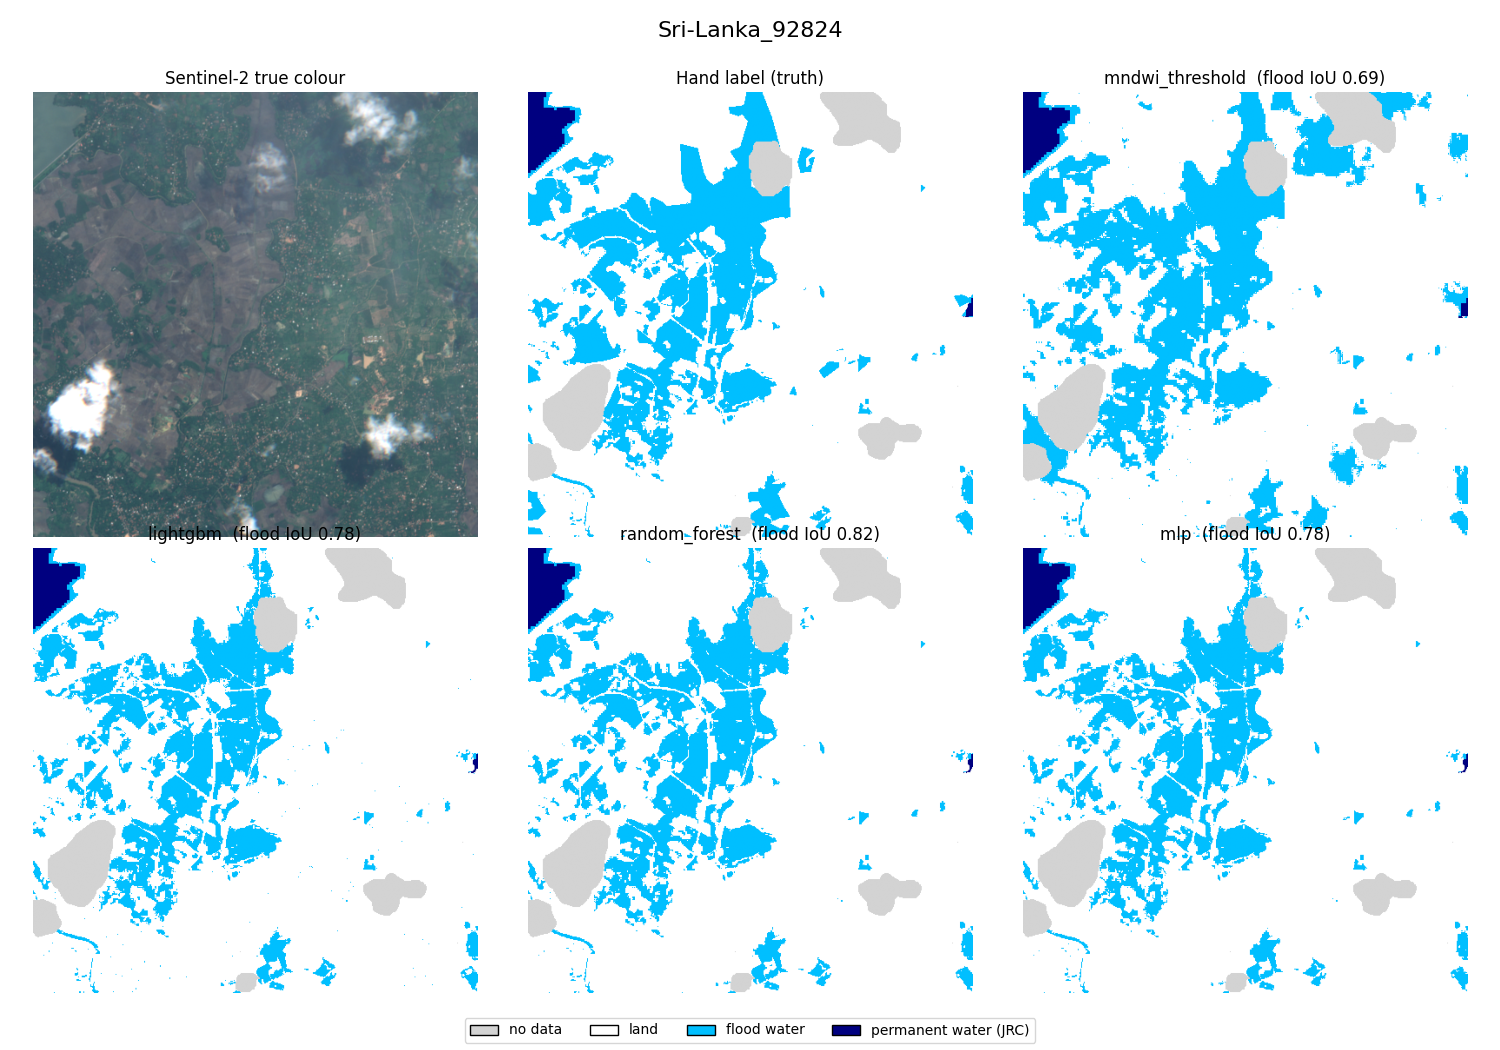 Sri-Lanka_92824
Sentinel-2 true colour
Hand label (truth)
mndwi_threshold (flood IoU 0.69)
lightgbm (flood IoU 0.78)
random_forest (flood IoU 0.82)
mlp (flood IoU 0.78)
no data
land
flood water
permanent water (JRC)